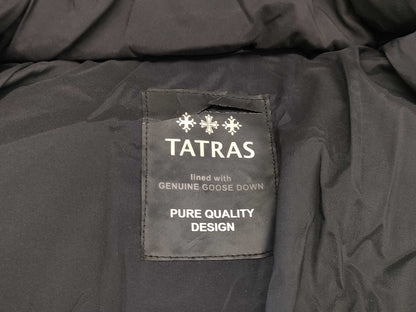 TATRAS
lined with
GENUINE GOOSE DOWN
PURE QUALITY
DESIGN